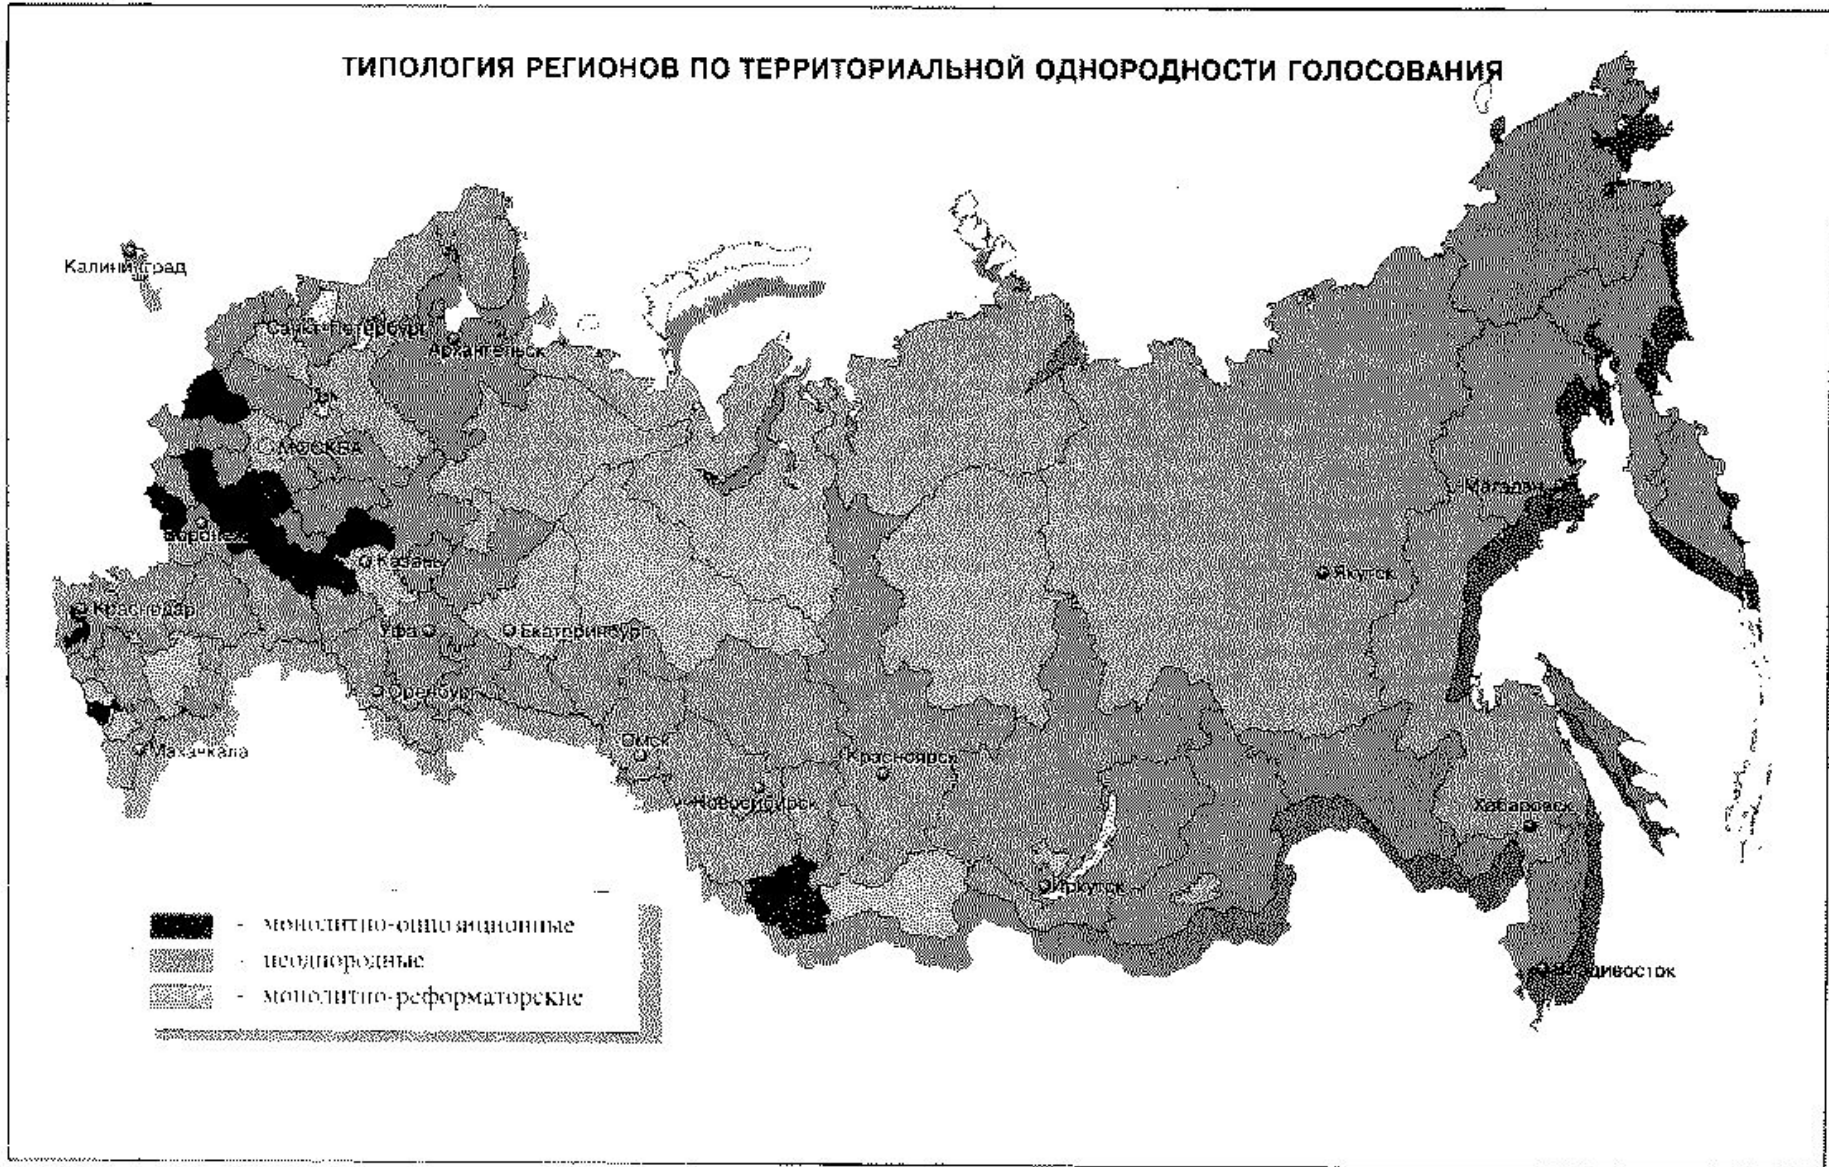 ТИПОЛОГИЯ РЕГИОНОВ ПО ТЕРРИТОРИАЛЬНОЙ ОДНОРОДНОСТИ ГОЛОСОВАНИЯ
Калининград
Санкт-Петербург
Архангельск
МОСКВА
Магадан
Воронеж
Казань
Якутск
Краснодар
Уфа
Екатеринбург
Оренбург
Омск
Махачкала
Красноярск
Новосибирск
Хабаровск
Иркутск
Владивосток
- монолитно-оппозиционные
- неоднородные
- монолитно-реформаторские